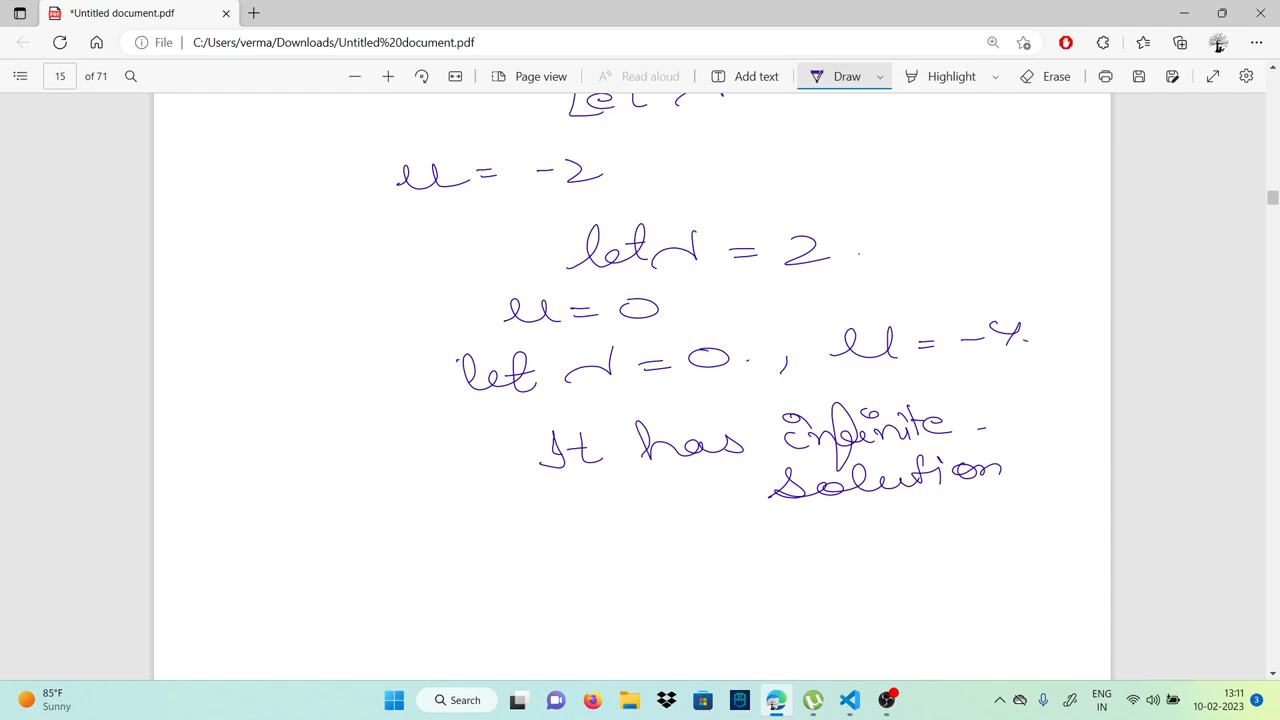 *Untitled document.pdf
File C:/Users/verma/Downloads/Untitled%20document.pdf
15 of 71 Page view Read aloud Add text Draw Highlight Erase
Let
u = -2
let v = 2
u = 0
let v = 0. , u = -4.
It has infinite
solution
85°F
Sunny
Search
ENG
IN
13:11
10-02-2023
3